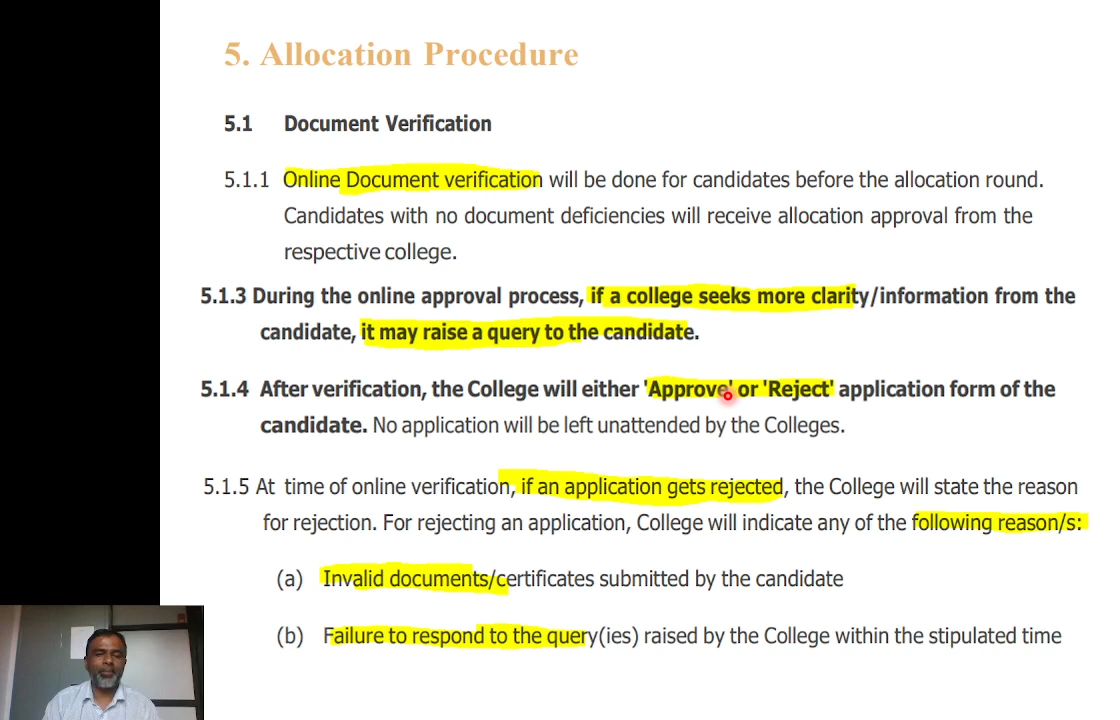 5. Allocation Procedure
5.1 Document Verification
5.1.1 Online Document verification will be done for candidates before the allocation round.
Candidates with no document deficiencies will receive allocation approval from the
respective college.
5.1.3 During the online approval process, if a college seeks more clarity/information from the
candidate, it may raise a query to the candidate.
5.1.4 After verification, the College will either 'Approve' or 'Reject' application form of the
candidate. No application will be left unattended by the Colleges.
5.1.5 At time of online verification, if an application gets rejected, the College will state the reason
for rejection. For rejecting an application, College will indicate any of the following reason/s:
(a) Invalid documents/certificates submitted by the candidate
(b) Failure to respond to the query(ies) raised by the College within the stipulated time